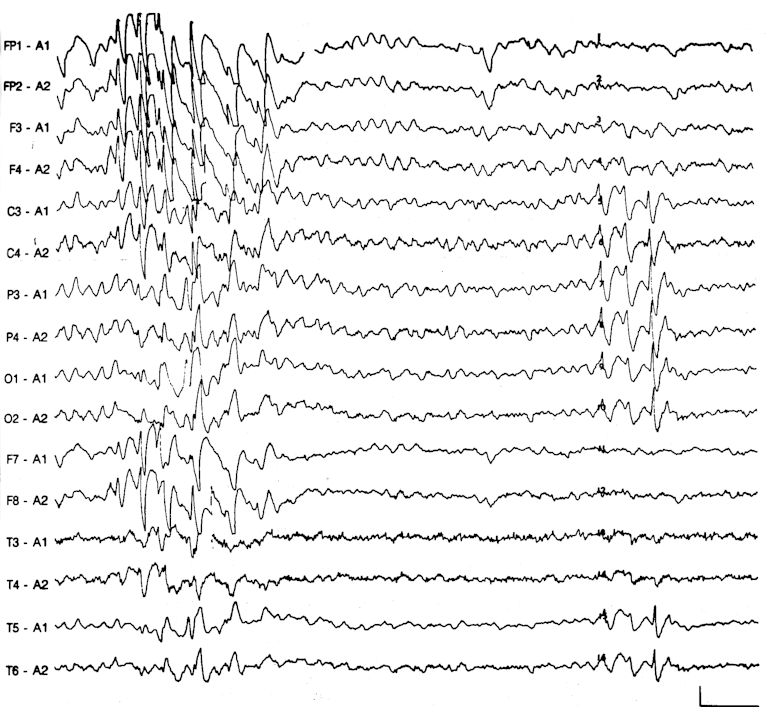 FP1 - A1
FP2 - A2
F3 - A1
F4 - A2
C3 - A1
C4 - A2
P3 - A1
P4 - A2
O1 - A1
O2 - A2
F7 - A1
F8 - A2
T3 - A1
T4 - A2
T5 - A1
T6 - A2